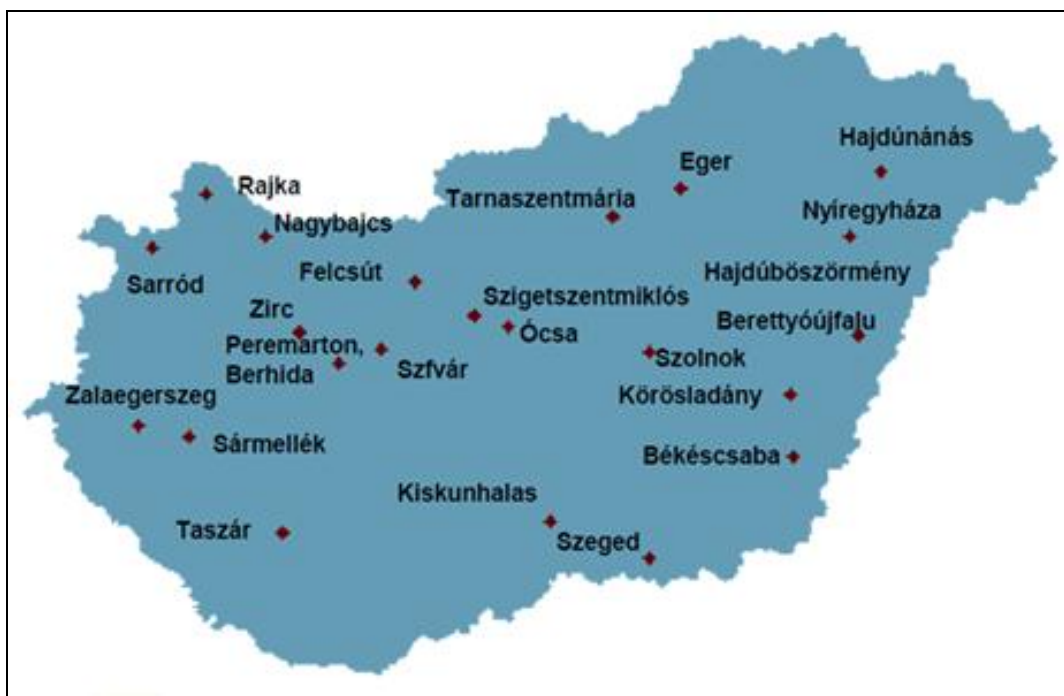 Hajdúnánás
Eger
Rajka
Tarnaszentmária
Nyíregyháza
Nagybajcs
Sarród
Felcsút
Hajdúböszörmény
Szigetszentmiklós
Zirc
Ócsa
Berettyóújfalu
Peremarton,
Berhida
Szfvár
Szolnok
Zalaegerszeg
Körösladány
Sármellék
Békéscsaba
Kiskunhalas
Taszár
Szeged